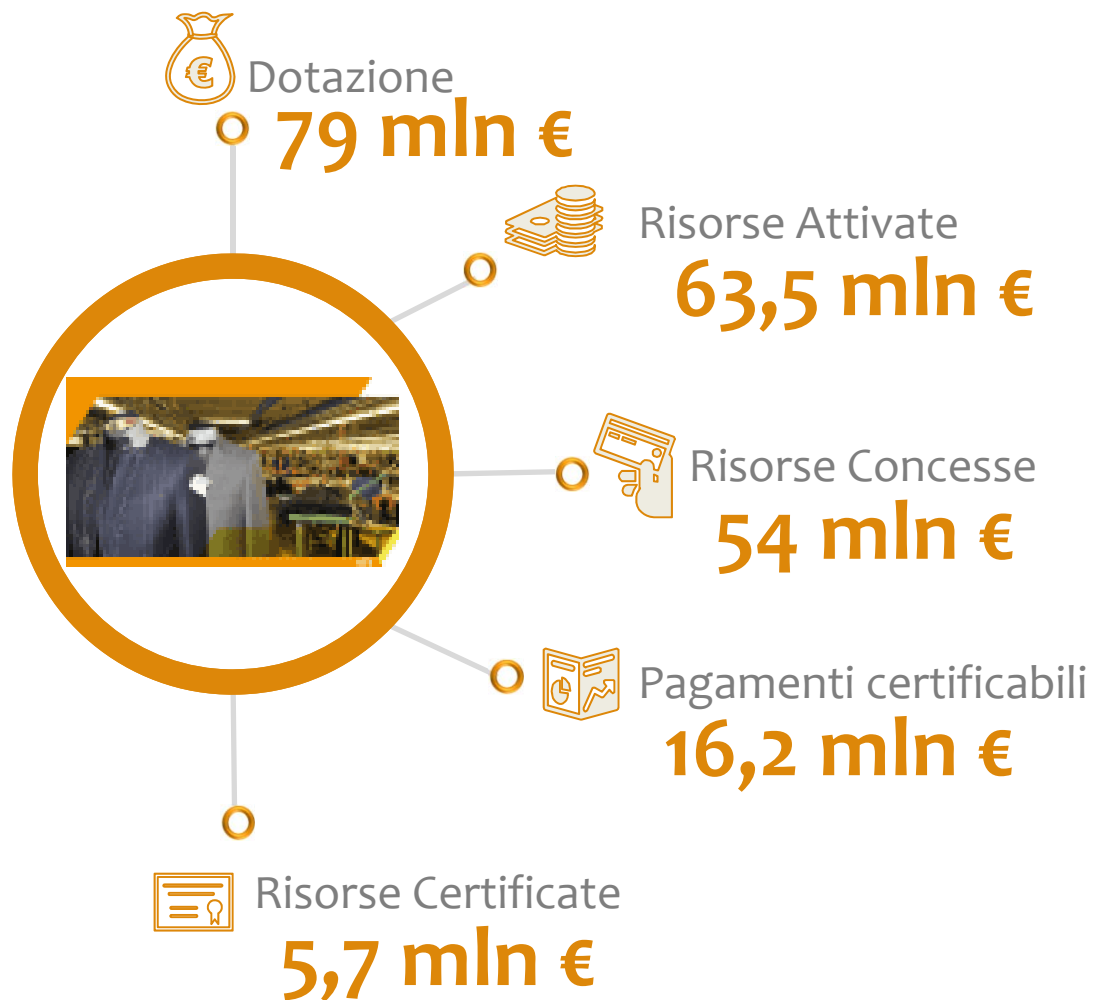 Dotazione
79 mln €
Risorse Attivate
63,5 mln €
Risorse Concesse
54 mln €
Pagamenti certificabili
16,2 mln €
Risorse Certificate
5,7 mln €